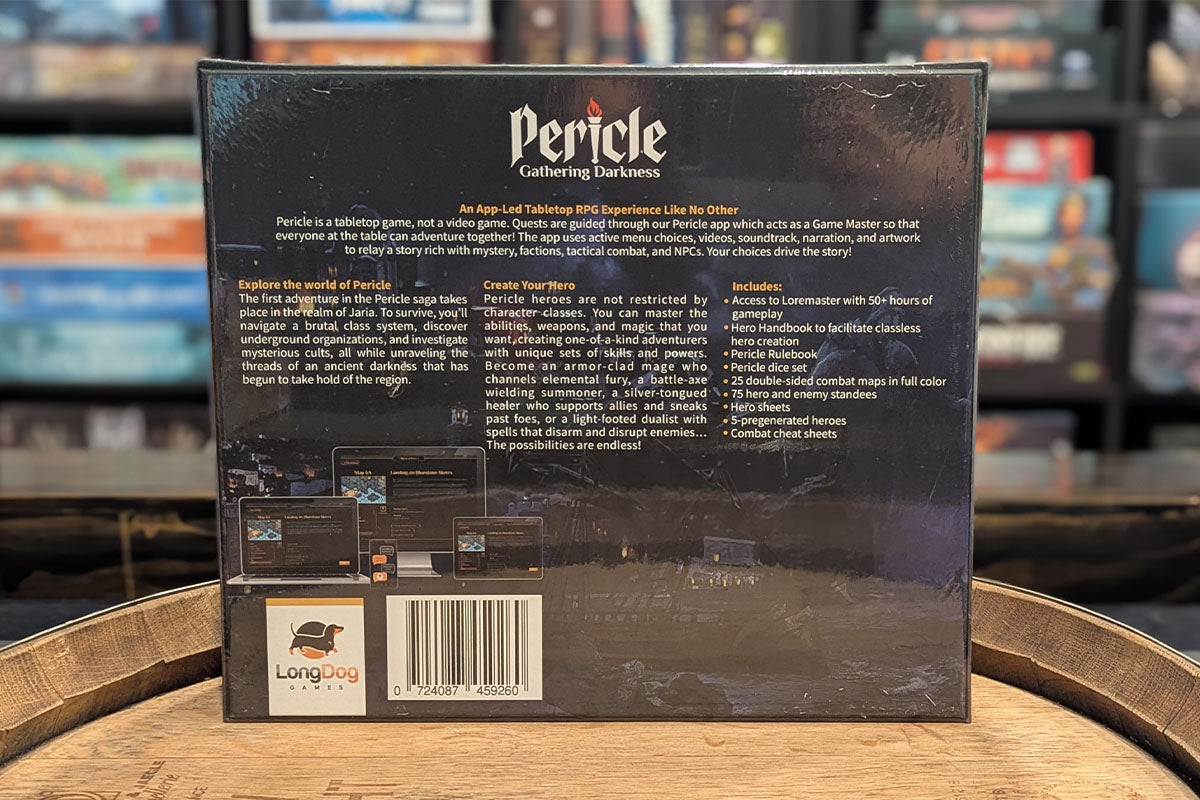 Pericle
Gathering Darkness
An App-Led Tabletop RPG Experience Like No Other
Pericle is a tabletop game, not a video game. Quests are guided through our Pericle app which acts as a Game Master so that
everyone at the table can adventure together! The app uses active menu choices, videos, soundtrack, narration, and artwork
to relay a story rich with mystery, factions, tactical combat, and NPCs. Your choices drive the story!
Explore the world of Pericle
The first adventure in the Pericle saga takes
place in the realm of Jaria. To survive, you'll
navigate a brutal class system, discover
underground organizations, and investigate
mysterious cults, all while unraveling the
threads of an ancient darkness that has
begun to take hold of the region.
Create Your Hero
Pericle heroes are not restricted by
character classes. You can master the
abilities, weapons, and magic that you
want, creating one-of-a-kind adventurers
with unique sets of skills and powers.
Become an armor-clad mage who
channels elemental fury, a battle-axe
wielding summoner, a silver-tongued
healer who supports allies and sneaks
past foes, or a light-footed dualist with
spells that disarm and disrupt enemies...
The possibilities are endless!
Includes:
• Access to Loremaster with 50+ hours of
gameplay
• Hero Handbook to facilitate classless
hero creation
• Pericle Rulebook
• Pericle dice set
• 25 double-sided combat maps in full color
• 75 hero and enemy standees
• Hero sheets
• 5-pregenerated heroes
• Combat cheat sheets
Map 6A
LongDog
GAMES
0 724087 459260